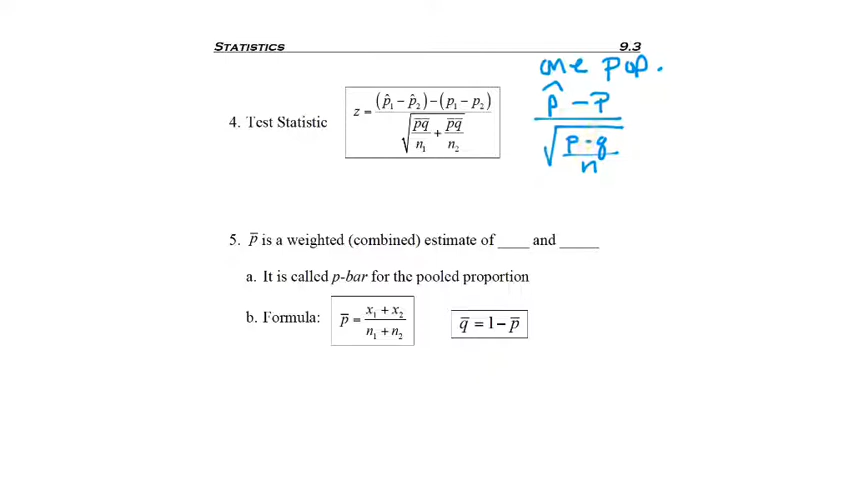 STATISTICS 9.3
one pop.
4. Test Statistic z = (p̂₁ − p̂₂) − (p₁ − p₂) / √(p̅q̅/n₁ + p̅q̅/n₂)
p̂ − p / √(p · q / n)
5. p̅ is a weighted (combined) estimate of ____ and _____
a. It is called p-bar for the pooled proportion
b. Formula: p̅ = x₁ + x₂ / n₁ + n₂ q̅ = 1 − p̅